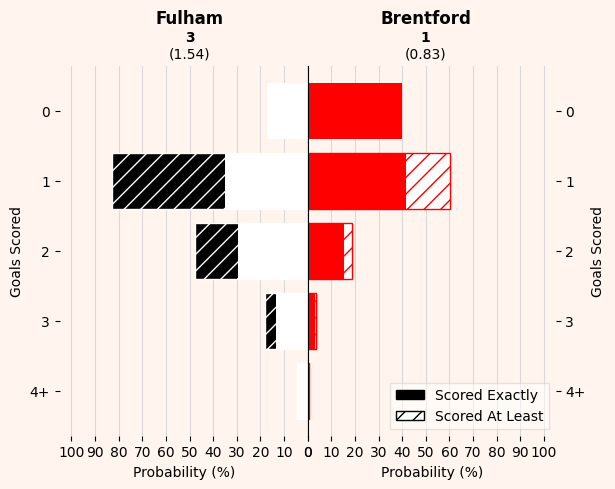 Fulham Brentford
3 1
(1.54) (0.83)
0 0
1 1
2 2
3 3
4+ 4+
Goals Scored
Goals Scored
Scored Exactly
Scored At Least
100 90 80 70 60 50 40 30 20 10 0 0 10 20 30 40 50 60 70 80 90 100
Probability (%) Probability (%)